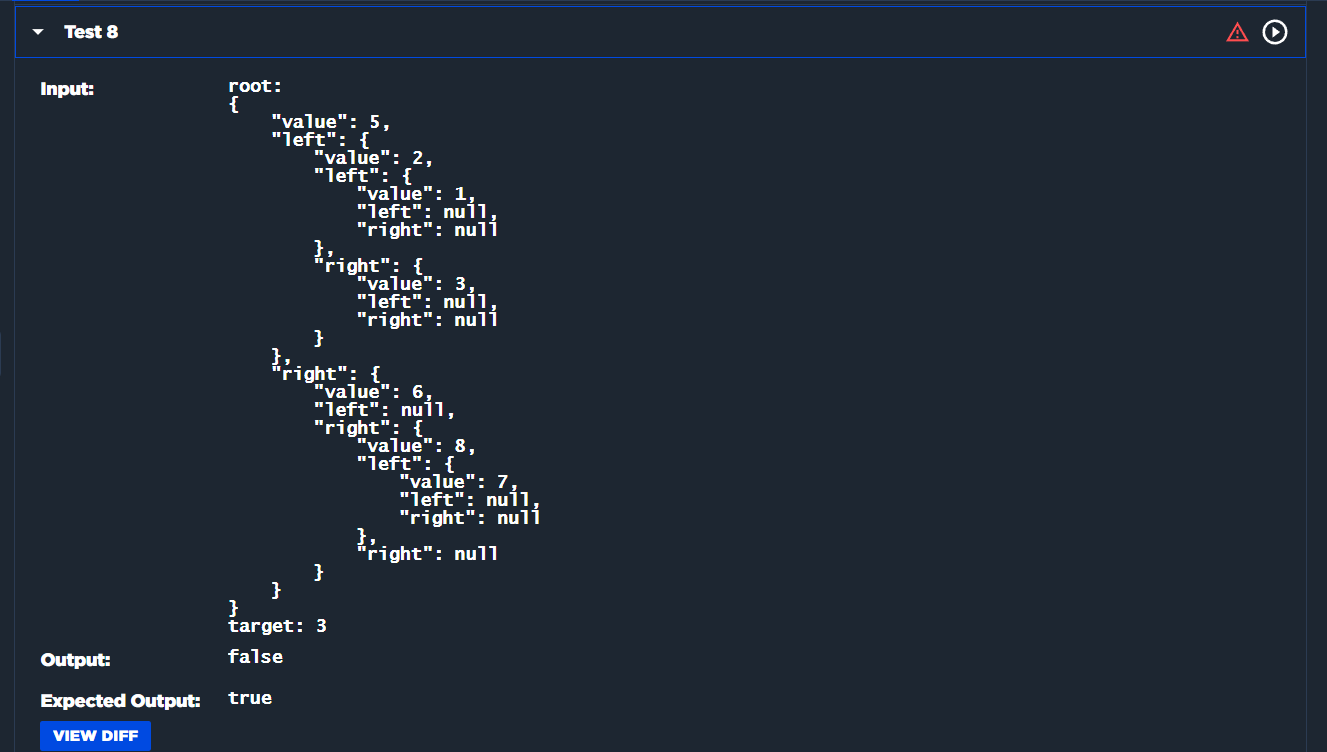 Test 8
Input:
root:
{
    "value": 5,
    "left": {
        "value": 2,
        "left": {
            "value": 1,
            "left": null,
            "right": null
        },
        "right": {
            "value": 3,
            "left": null,
            "right": null
        }
    },
    "right": {
        "value": 6,
        "left": null,
        "right": {
            "value": 8,
            "left": {
                "value": 7,
                "left": null,
                "right": null
            },
            "right": null
        }
    }
}
target: 3
Output: false
Expected Output: true
VIEW DIFF